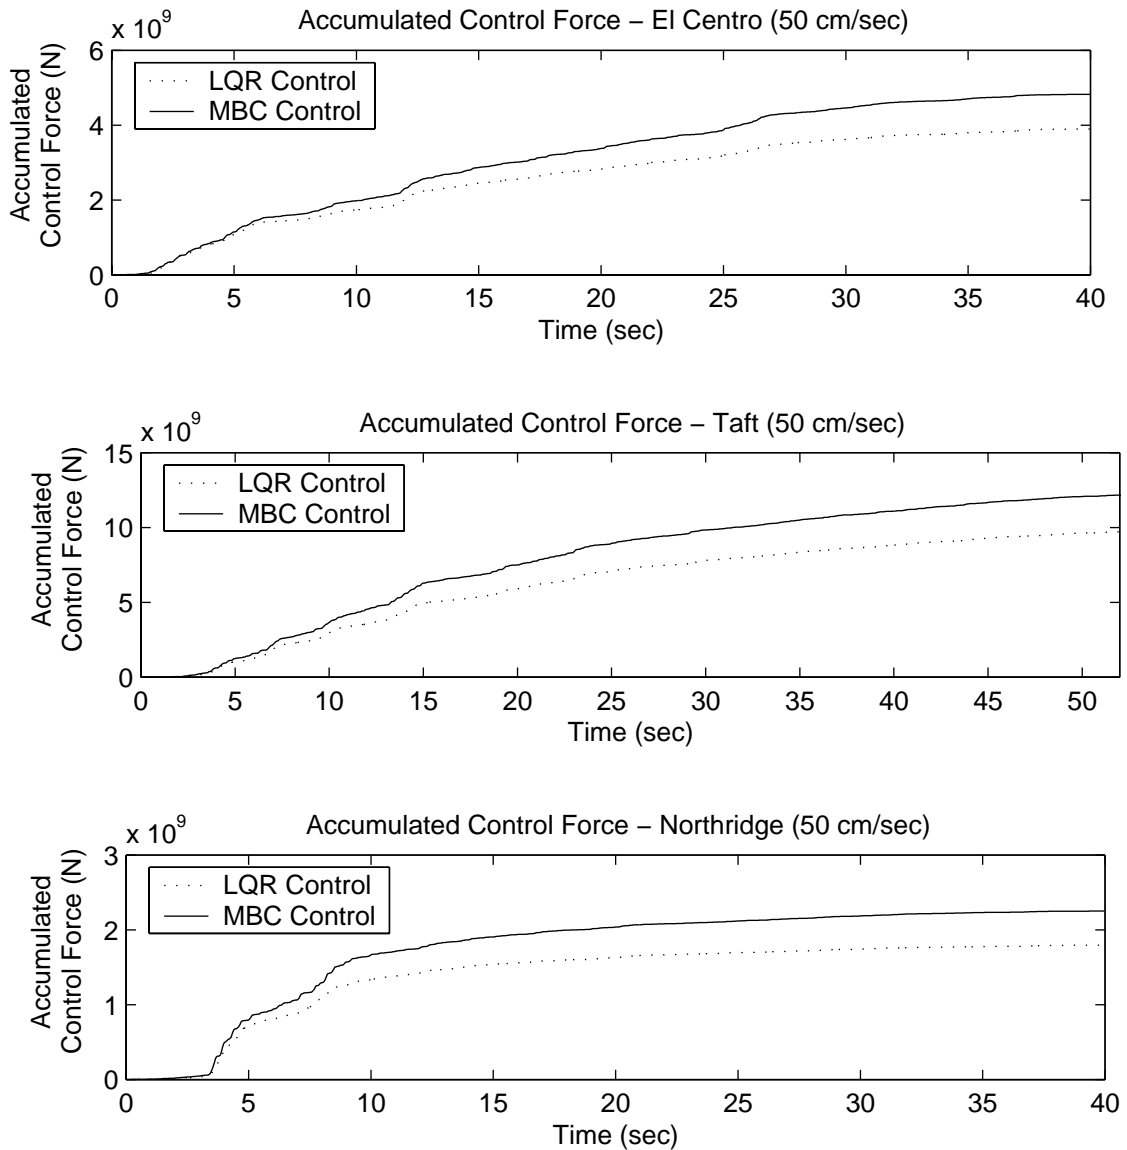 x 10^9
Accumulated Control Force – El Centro (50 cm/sec)
Accumulated
Control Force (N)
6
4
2
0
LQR Control
MBC Control
0 5 10 15 20 25 30 35 40
Time (sec)
x 10^9
Accumulated Control Force – Taft (50 cm/sec)
Accumulated
Control Force (N)
15
10
5
0
LQR Control
MBC Control
0 5 10 15 20 25 30 35 40 45 50
Time (sec)
x 10^9
Accumulated Control Force – Northridge (50 cm/sec)
Accumulated
Control Force (N)
3
2
1
0
LQR Control
MBC Control
0 5 10 15 20 25 30 35 40
Time (sec)